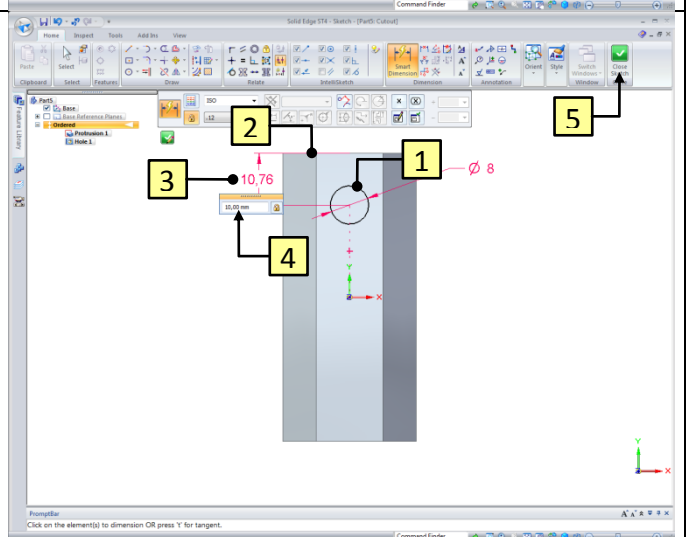 Command Finder
Solid Edge ST4 - Sketch - [Part5: Cutout]
Home Inspect Tools Add Ins View
Paste Select Smart Dimension Orient Style Switch Windows Close Sketch
Clipboard Select Features Draw Relate IntelliSketch Dimension Annotation Window
Part5
Base
Base Reference Planes
Ordered
Protrusion 1
Hole 1
Feature Library
ISO
.12
5
2
1
Ø 8
3
10,76
10,00 mm
4
Y
X
Y
X
PromptBar
Click on the element(s) to dimension OR press 't' for tangent.
Command Finder